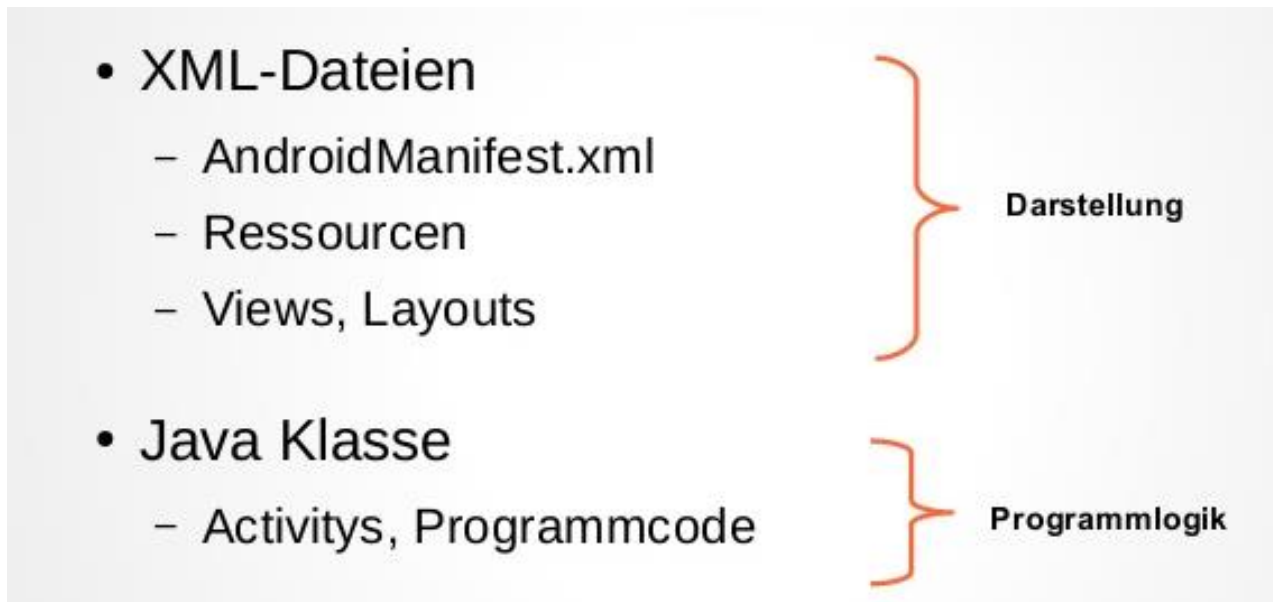 • XML-Dateien
– AndroidManifest.xml
– Ressourcen
– Views, Layouts
Darstellung
• Java Klasse
– Activitys, Programmcode
Programmlogik